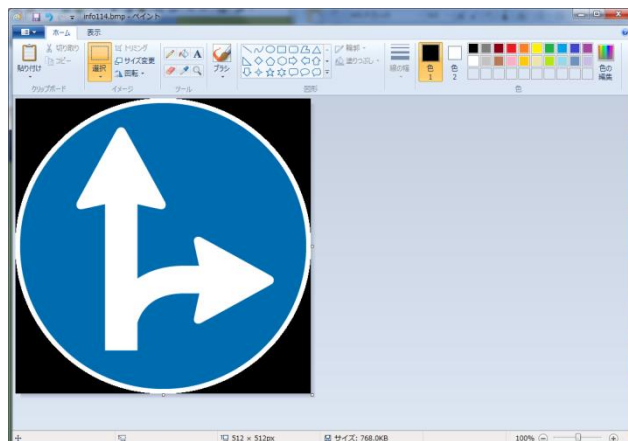 info114.bmp - ペイント
ホーム 表示
貼り付け
切り取り
コピー
クリップボード
選択
トリミング
サイズ変更
回転
イメージ
A
ツール
ブラシ
輪郭
塗りつぶし
図形
線の幅
色
1
色
2
色の
編集
色
512 × 512px
サイズ: 768.0KB
100%